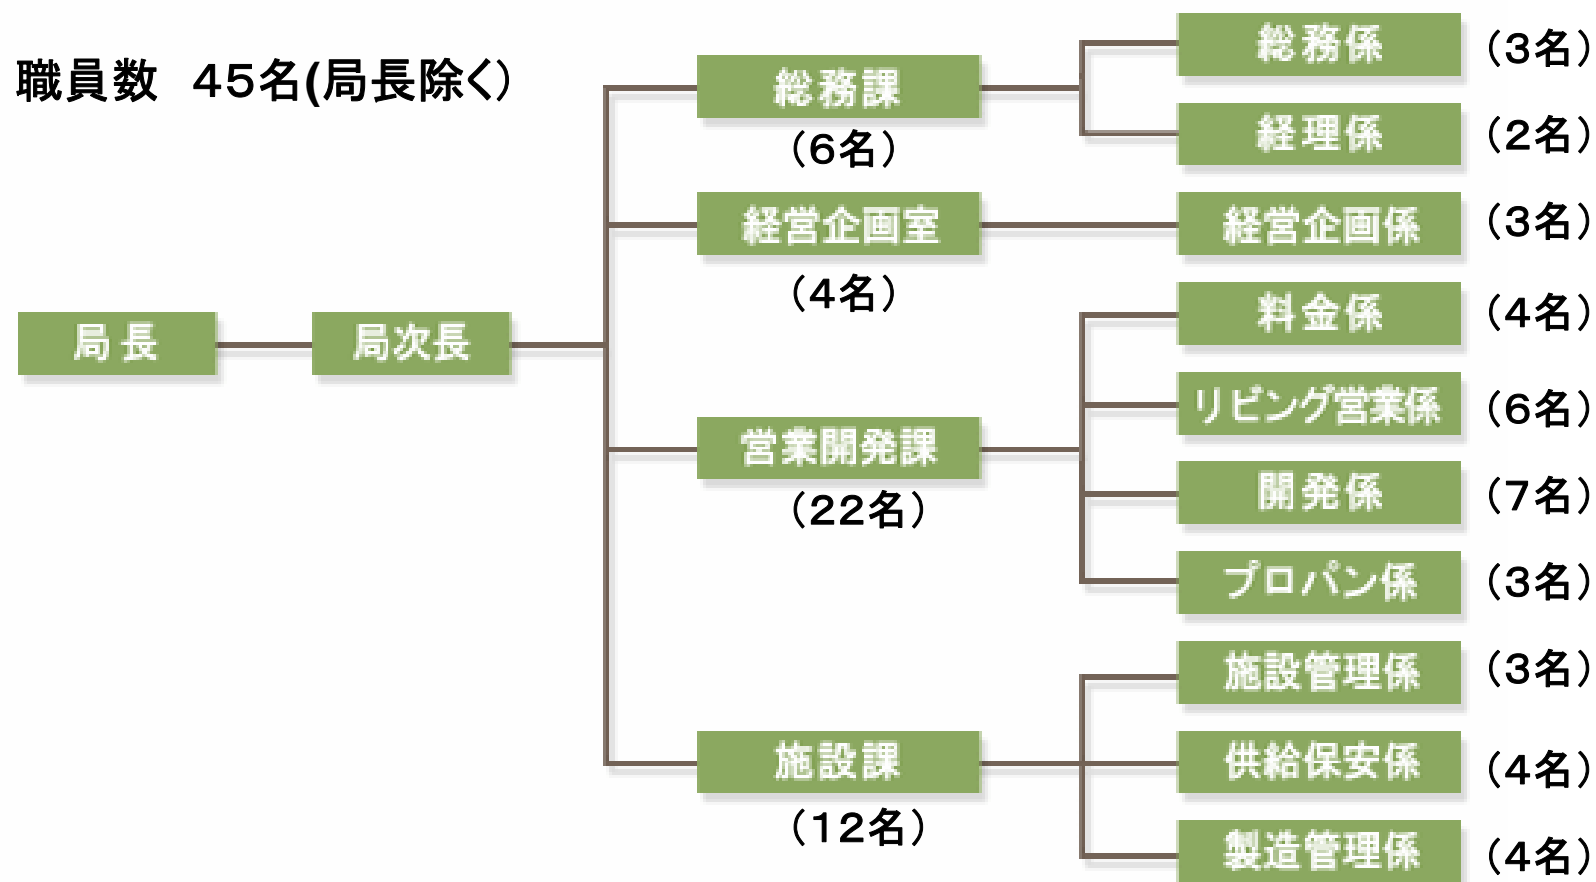 職員数　４５名(局長除く)
局長
局次長
総務課
（６名）
総務係
（３名）
経理係
（２名）
経営企画室
（４名）
経営企画係
（３名）
営業開発課
（２２名）
料金係
（４名）
リビング営業係
（６名）
開発係
（７名）
プロパン係
（３名）
施設課
（１２名）
施設管理係
（３名）
供給保安係
（４名）
製造管理係
（４名）